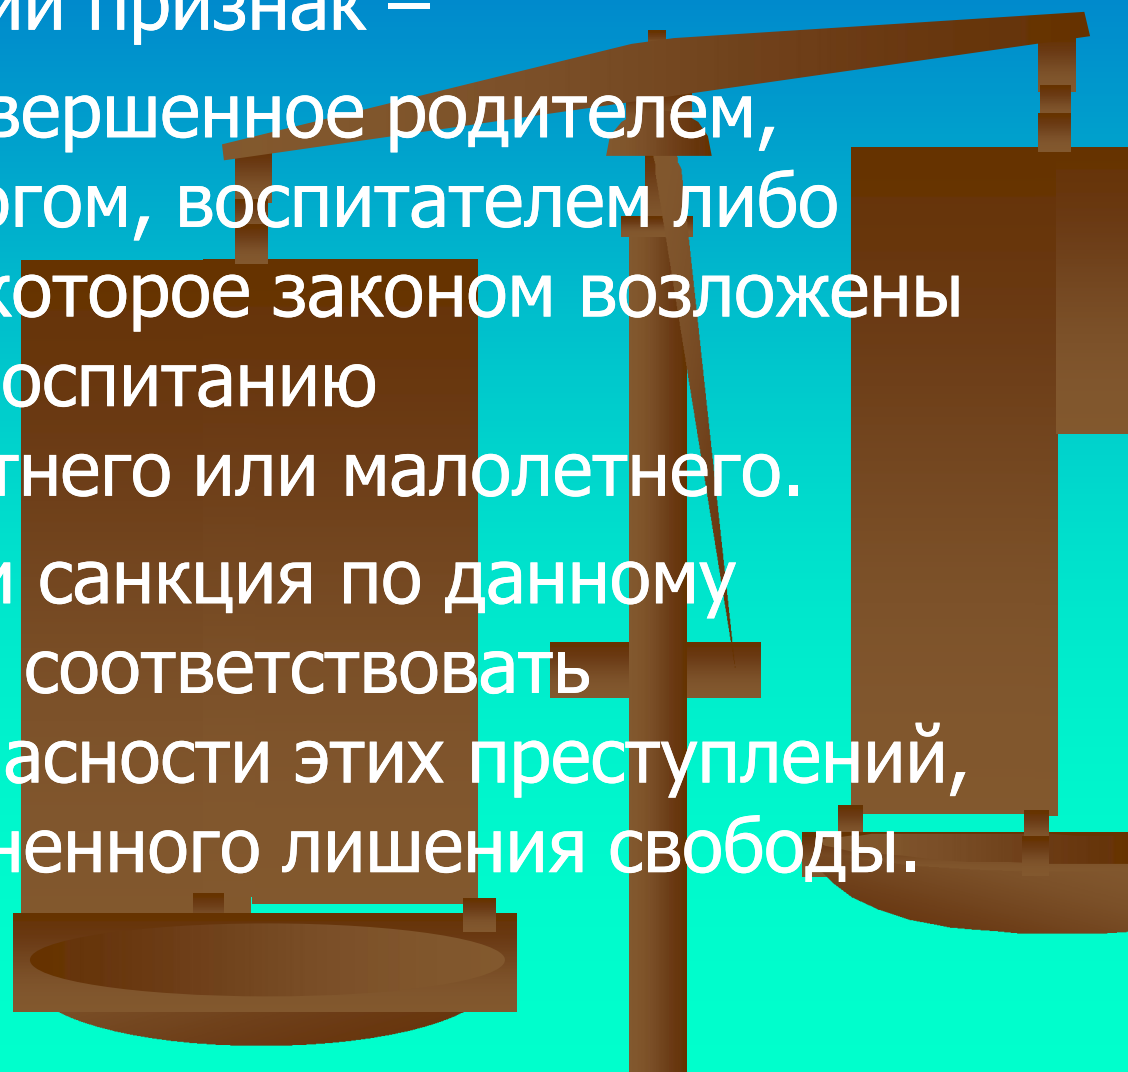 ий признак –
вершенное родителем,
огом, воспитателем либо
которое законом возложены
оспитанию
тнего или малолетнего.
и санкция по данному
соответствовать
асности этих преступлений,
ненного лишения свободы.